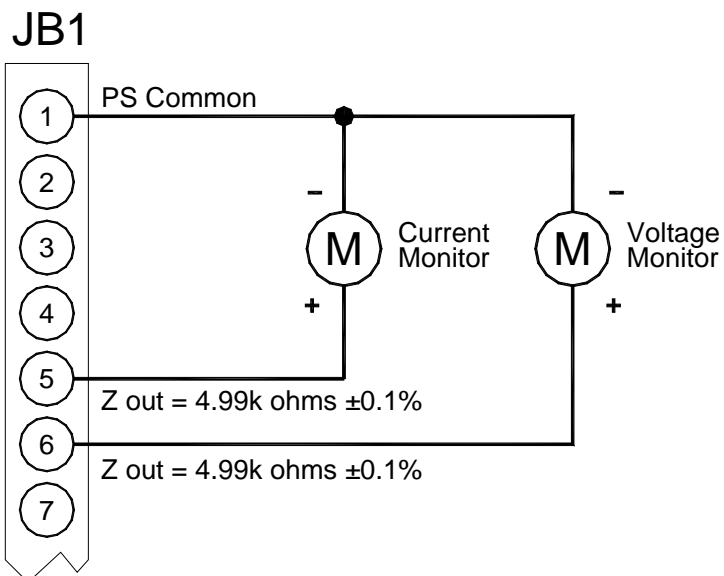 JB1
1
PS Common
2
–
–
3
M
Current
Monitor
M
Voltage
Monitor
4
+
+
5
Z out = 4.99k ohms ±0.1%
6
Z out = 4.99k ohms ±0.1%
7